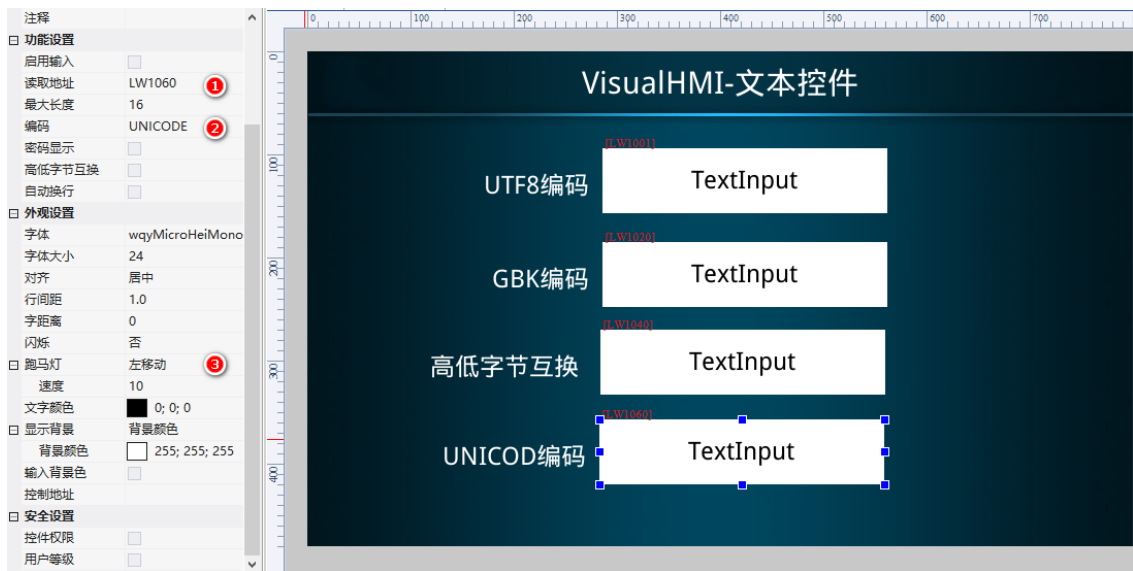 注释
功能设置
启用输入
读取地址 LW1060 1
最大长度 16
编码 UNICODE 2
密码显示
高低字节互换
自动换行
外观设置
字体 wqyMicroHeiMono
字体大小 24
对齐 居中
行间距 1.0
字距离 0
闪烁 否
跑马灯 左移动 3
速度 10
文字颜色 0; 0; 0
显示背景 背景颜色
背景颜色 255; 255; 255
输入背景色
控制地址
安全设置
控件权限
用户等级
0 100 200 300 400 500 600 700
0
100
200
300
400
VisualHMI-文本控件
[LW1001]
UTF8编码 TextInput
[LW1020]
GBK编码 TextInput
[LW1040]
高低字节互换 TextInput
[LW1060]
UNICOD编码 TextInput